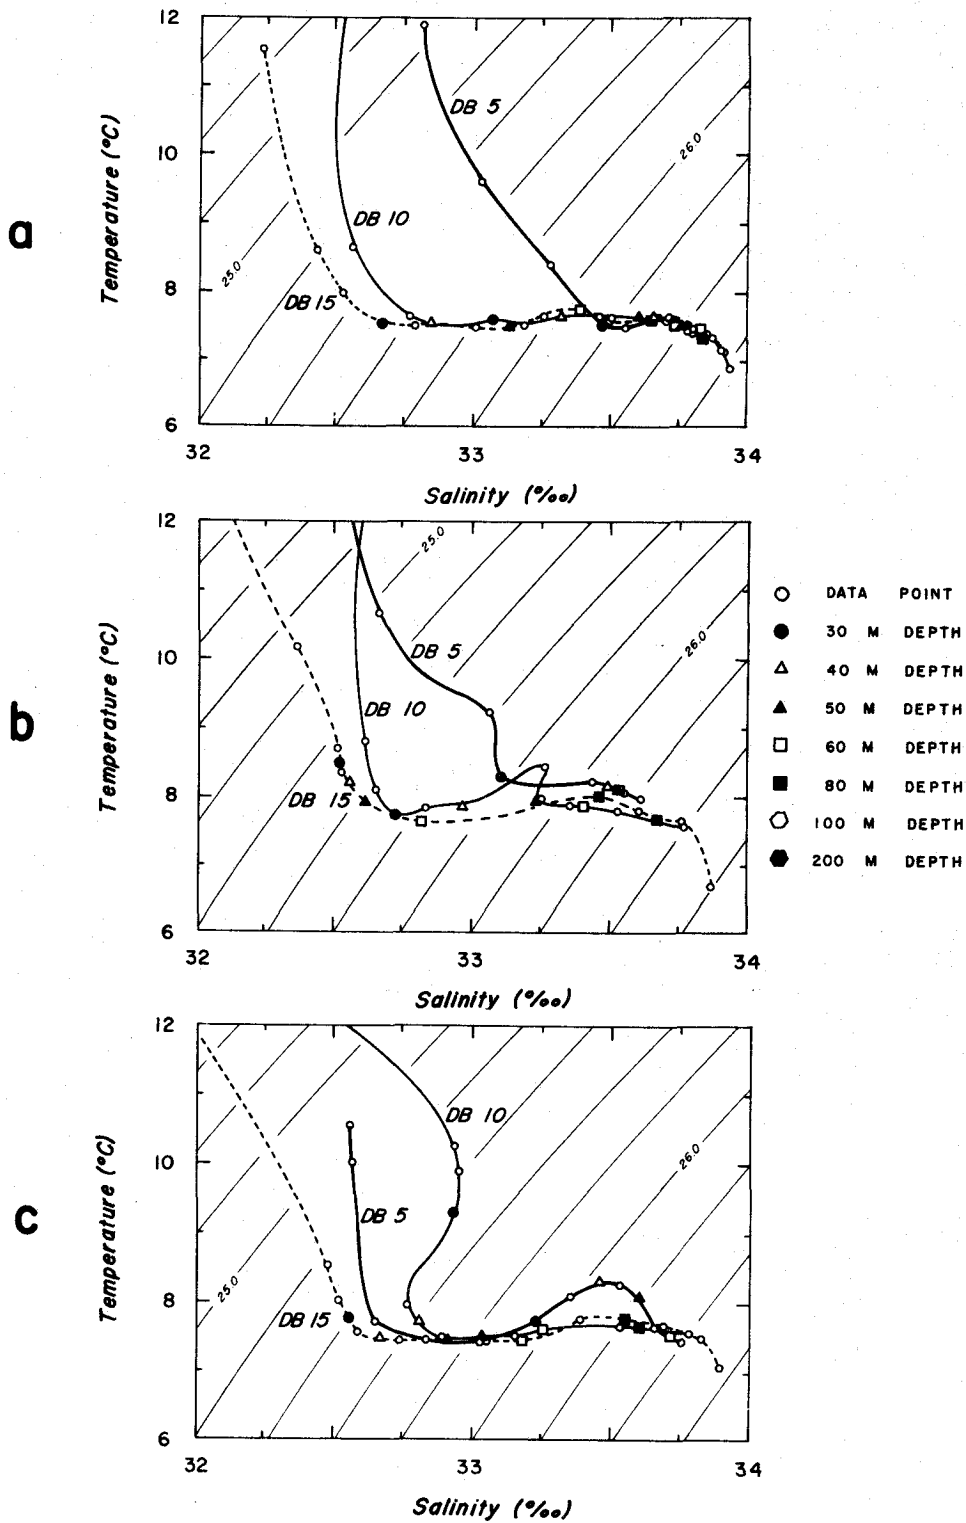 a
Temperature (°C)
12
10
8
6
DB 5
DB 10
DB 15
25.0
26.0
32 33 34
Salinity (‰)
b
Temperature (°C)
12
10
8
6
25.0
26.0
DB 5
DB 10
DB 15
32 33 34
Salinity (‰)
DATA POINT
30 M DEPTH
40 M DEPTH
50 M DEPTH
60 M DEPTH
80 M DEPTH
100 M DEPTH
200 M DEPTH
c
Temperature (°C)
12
10
8
6
DB 10
DB 5
DB 15
25.0
26.0
32 33 34
Salinity (‰)